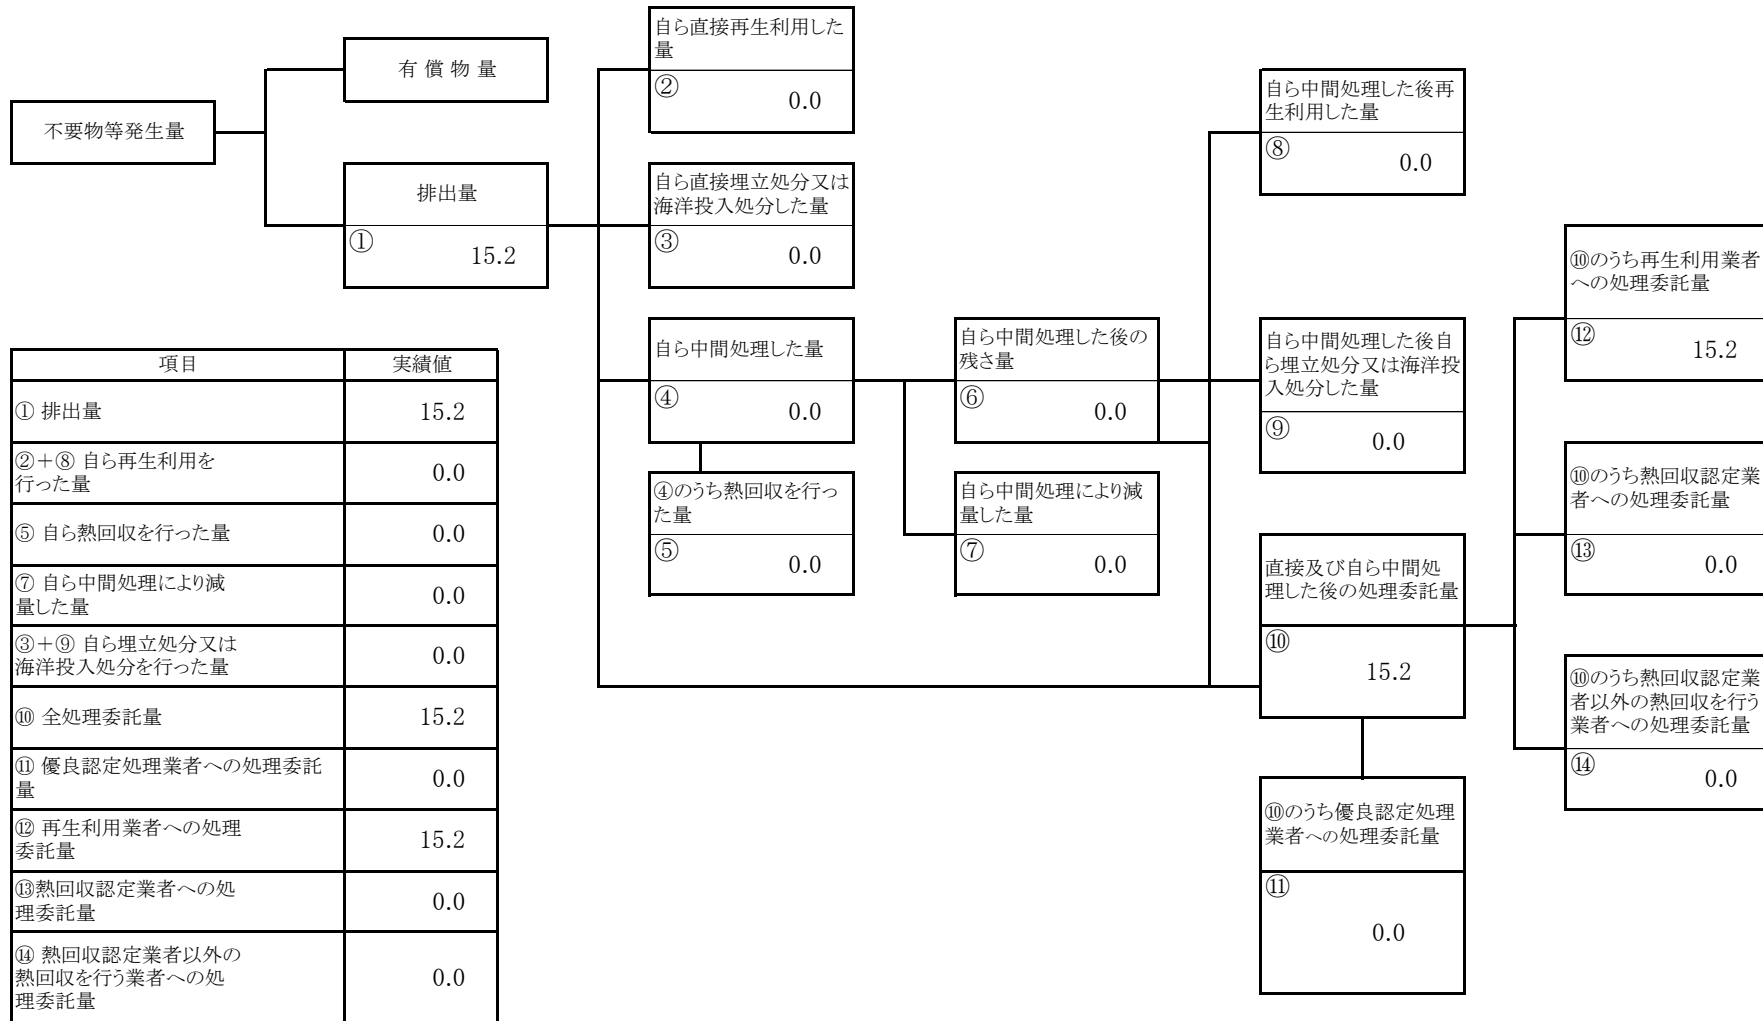 不要物等発生量
有 償 物 量
排出量
①
15.2
自ら直接再生利用した
量
②
0.0
自ら直接埋立処分又は
海洋投入処分した量
③
0.0
自ら中間処理した量
④
0.0
④のうち熱回収を行っ
た量
⑤
0.0
自ら中間処理した後の
残さ量
⑥
0.0
自ら中間処理により減
量した量
⑦
0.0
自ら中間処理した後再
生利用した量
⑧
0.0
自ら中間処理した後自
ら埋立処分又は海洋投
入処分した量
⑨
0.0
直接及び自ら中間処
理した後の処理委託量
⑩
15.2
⑩のうち優良認定処理
業者への処理委託量
⑪
0.0
⑩のうち再生利用業者
への処理委託量
⑫
15.2
⑩のうち熱回収認定業
者への処理委託量
⑬
0.0
⑩のうち熱回収認定業
者以外の熱回収を行う
業者への処理委託量
⑭
0.0
項目 実績値
① 排出量 15.2
②+⑧ 自ら再生利用を
行った量 0.0
⑤ 自ら熱回収を行った量 0.0
⑦ 自ら中間処理により減
量した量 0.0
③+⑨ 自ら埋立処分又は
海洋投入処分を行った量 0.0
⑩ 全処理委託量 15.2
⑪ 優良認定処理業者への処理委託
量 0.0
⑫ 再生利用業者への処理
委託量 15.2
⑬熱回収認定業者への処
理委託量 0.0
⑭ 熱回収認定業者以外の
熱回収を行う業者への処
理委託量 0.0